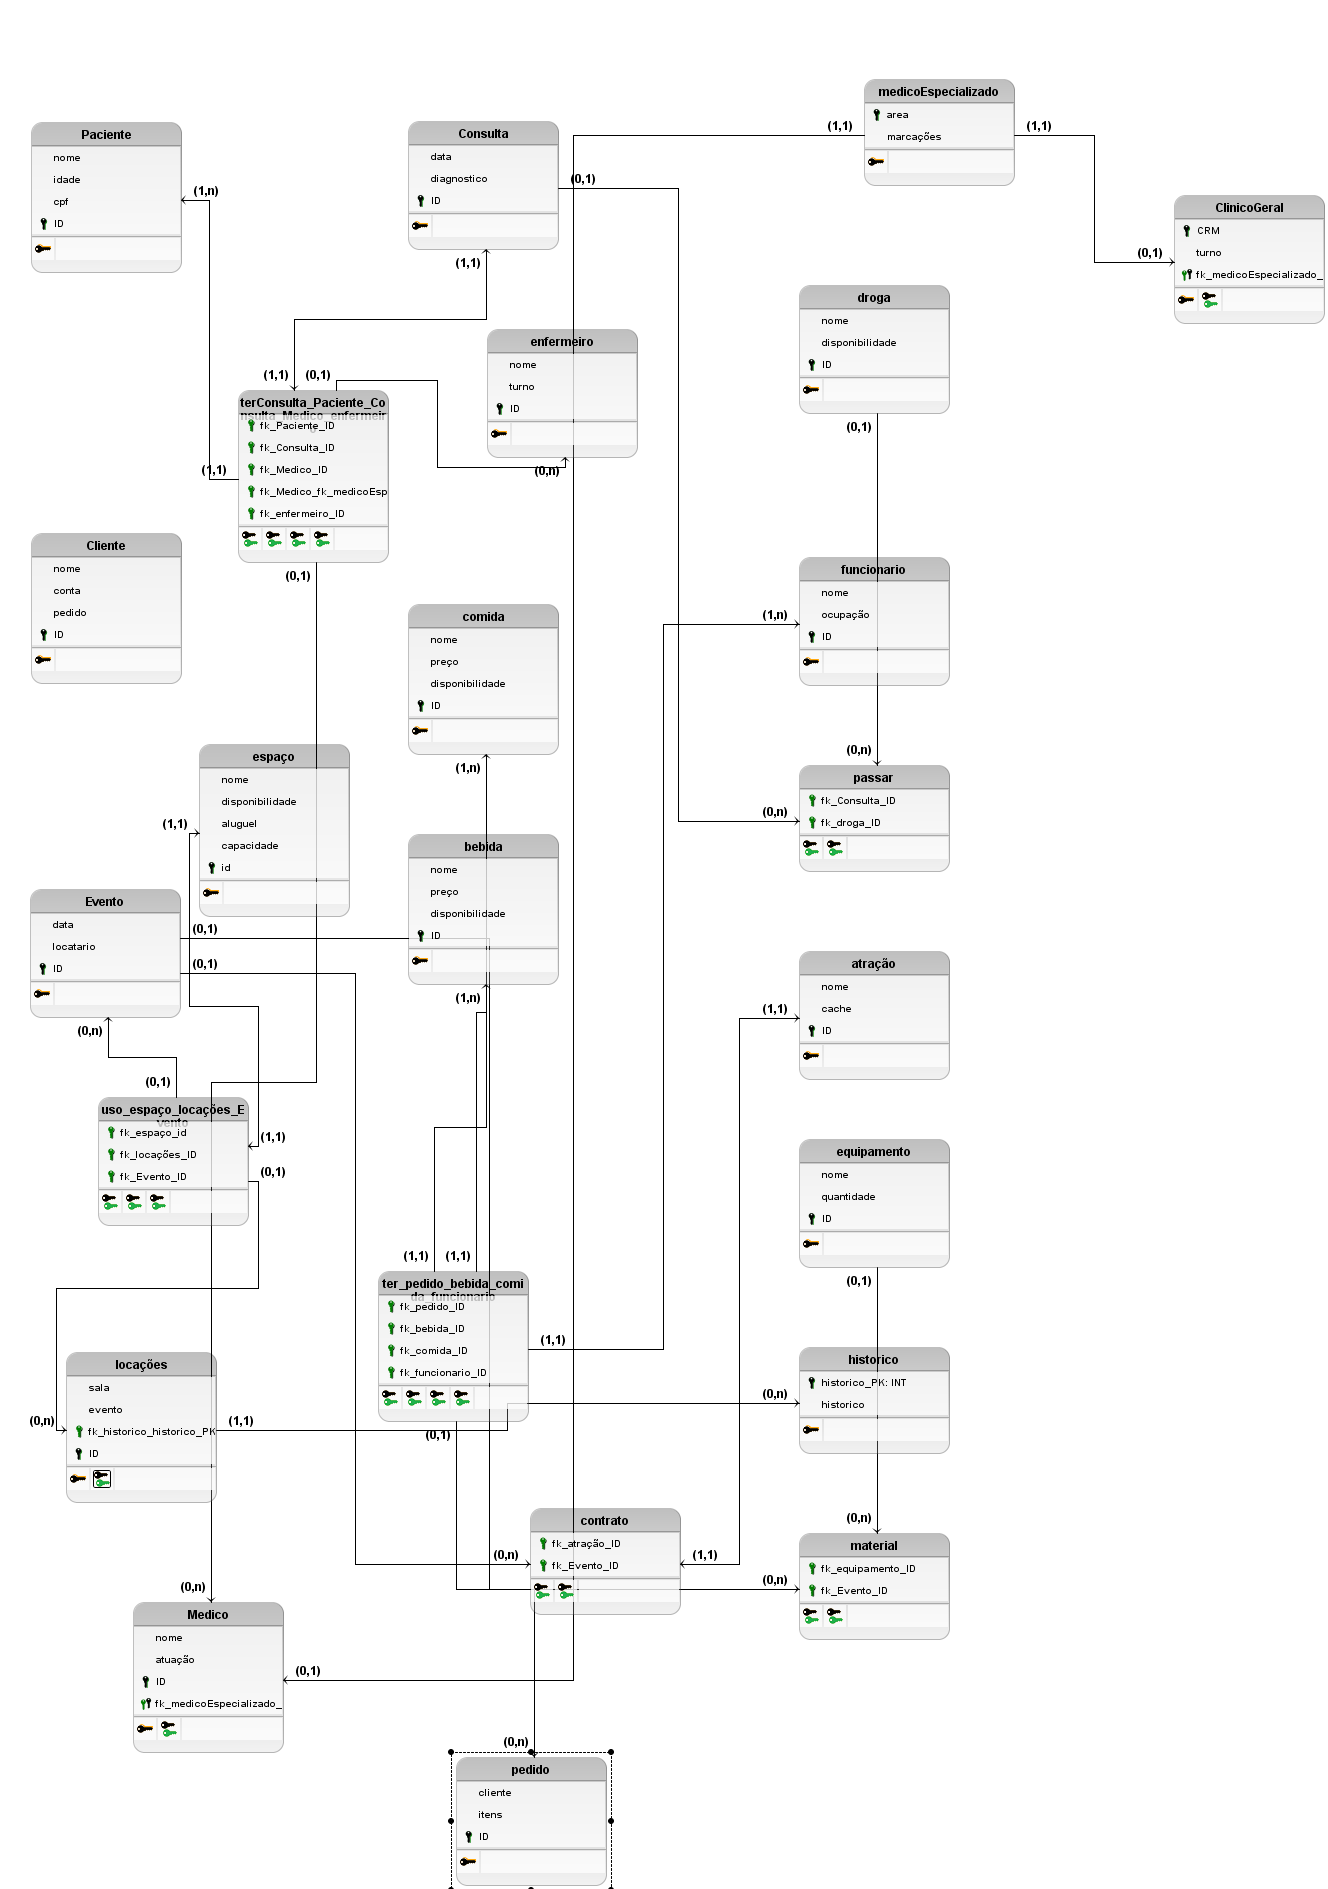 medicoEspecializado
area
marcações
(1,1)
(1,1)
Paciente
nome
idade
cpf
ID
(1,n)
Consulta
data
diagnostico
ID
(0,1)
(1,1)
ClinicoGeral
CRM
turno
fk_medicoEspecializado_
(0,1)
droga
nome
disponibilidade
ID
(0,1)
enfermeiro
nome
turno
ID
(0,n)
(1,1)
(0,1)
terConsulta_Paciente_Co
nsulta_Medico_enfermeir
fk_Paciente_ID
fk_Consulta_ID
fk_Medico_ID
fk_Medico_fk_medicoEsp
fk_enfermeiro_ID
(1,1)
(0,1)
Cliente
nome
conta
pedido
ID
funcionario
nome
ocupação
ID
(1,n)
comida
nome
preço
disponibilidade
ID
(1,n)
espaço
nome
disponibilidade
aluguel
capacidade
id
(1,1)
(0,n)
passar
fk_Consulta_ID
fk_droga_ID
(0,n)
bebida
nome
preço
disponibilidade
ID
(1,n)
Evento
data
locatario
ID
(0,1)
(0,1)
(0,n)
atração
nome
cache
ID
(1,1)
(0,1)
uso_espaço_locações_E
vento
fk_espaço_id
fk_locações_ID
fk_Evento_ID
(1,1)
(0,1)
equipamento
nome
quantidade
ID
(0,1)
(1,1)
(1,1)
ter_pedido_bebida_comi
da_funcionario
fk_pedido_ID
fk_bebida_ID
fk_comida_ID
fk_funcionario_ID
(1,1)
(0,1)
locações
sala
evento
fk_historico_historico_PK
ID
(0,n)
(1,1)
historico
historico_PK: INT
historico
(0,n)
contrato
fk_atração_ID
fk_Evento_ID
(0,n)
(1,1)
(0,n)
material
fk_equipamento_ID
fk_Evento_ID
(0,n)
(0,n)
Medico
nome
atuação
ID
fk_medicoEspecializado_
(0,1)
(0,n)
pedido
cliente
itens
ID